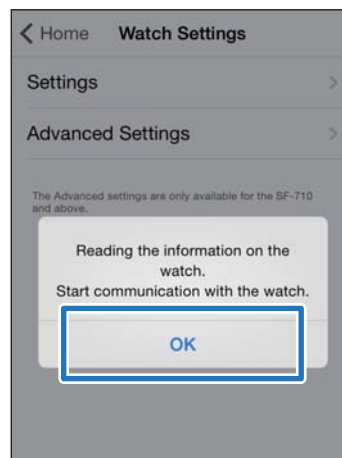 Home Watch Settings
Settings
Advanced Settings
The Advanced settings are only available for the SF-710
and above.
Reading the information on the
watch.
Start communication with the watch.
OK